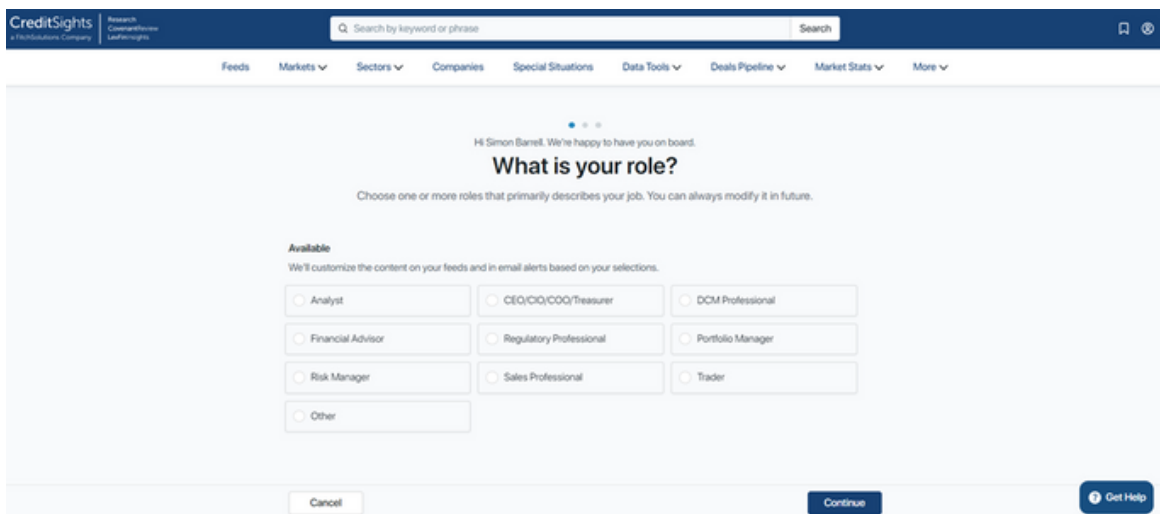 CreditSights
a FitchSolutions Company
Research
CovenantReview
LevFinInsights
Search by keyword or phrase
Search
Feeds
Markets
Sectors
Companies
Special Situations
Data Tools
Deals Pipeline
Market Stats
More
Hi Simon Barrell. We're happy to have you on board.
What is your role?
Choose one or more roles that primarily describes your job. You can always modify it in future.
Available
We'll customize the content on your feeds and in email alerts based on your selections.
Analyst
CEO/CIO/COO/Treasurer
DCM Professional
Financial Advisor
Regulatory Professional
Portfolio Manager
Risk Manager
Sales Professional
Trader
Other
Cancel
Continue
Get Help